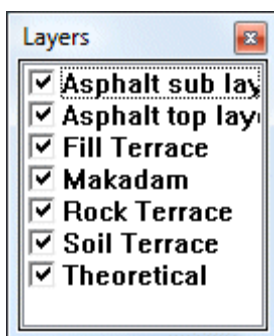 Layers
Asphalt sub lay
Asphalt top lay
Fill Terrace
Makadam
Rock Terrace
Soil Terrace
Theoretical